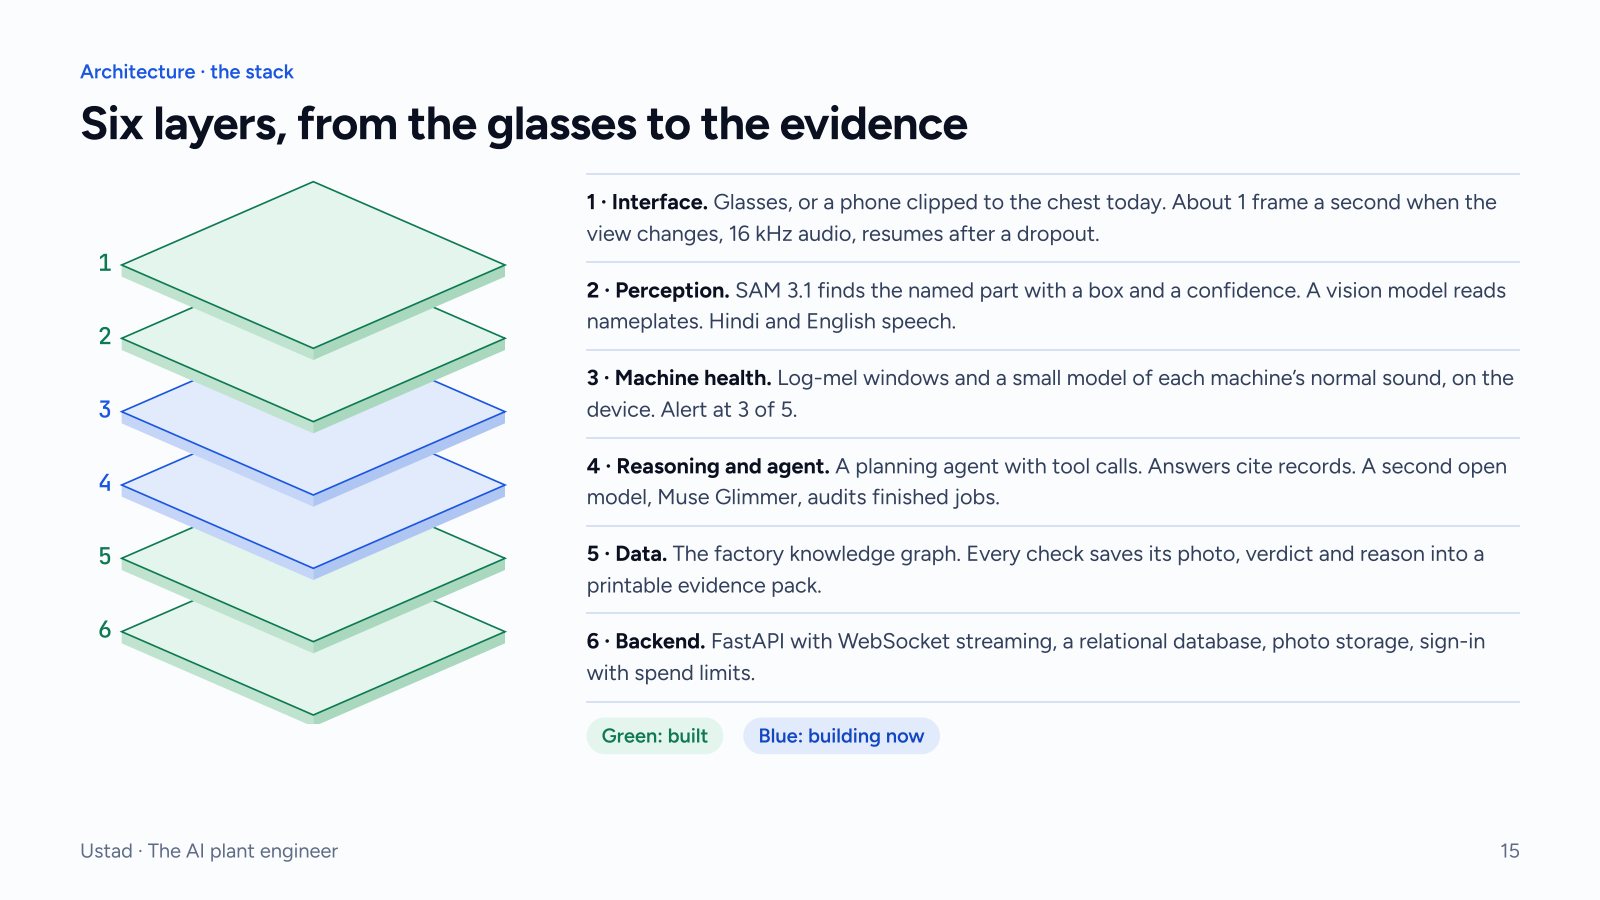 Architecture · the stack
Six layers, from the glasses to the evidence
1
2
3
4
5
6
1 · Interface. Glasses, or a phone clipped to the chest today. About 1 frame a second when the
view changes, 16 kHz audio, resumes after a dropout.
2 · Perception. SAM 3.1 finds the named part with a box and a confidence. A vision model reads
nameplates. Hindi and English speech.
3 · Machine health. Log-mel windows and a small model of each machine’s normal sound, on the
device. Alert at 3 of 5.
4 · Reasoning and agent. A planning agent with tool calls. Answers cite records. A second open
model, Muse Glimmer, audits finished jobs.
5 · Data. The factory knowledge graph. Every check saves its photo, verdict and reason into a
printable evidence pack.
6 · Backend. FastAPI with WebSocket streaming, a relational database, photo storage, sign-in
with spend limits.
Green: built
Blue: building now
Ustad · The AI plant engineer
15